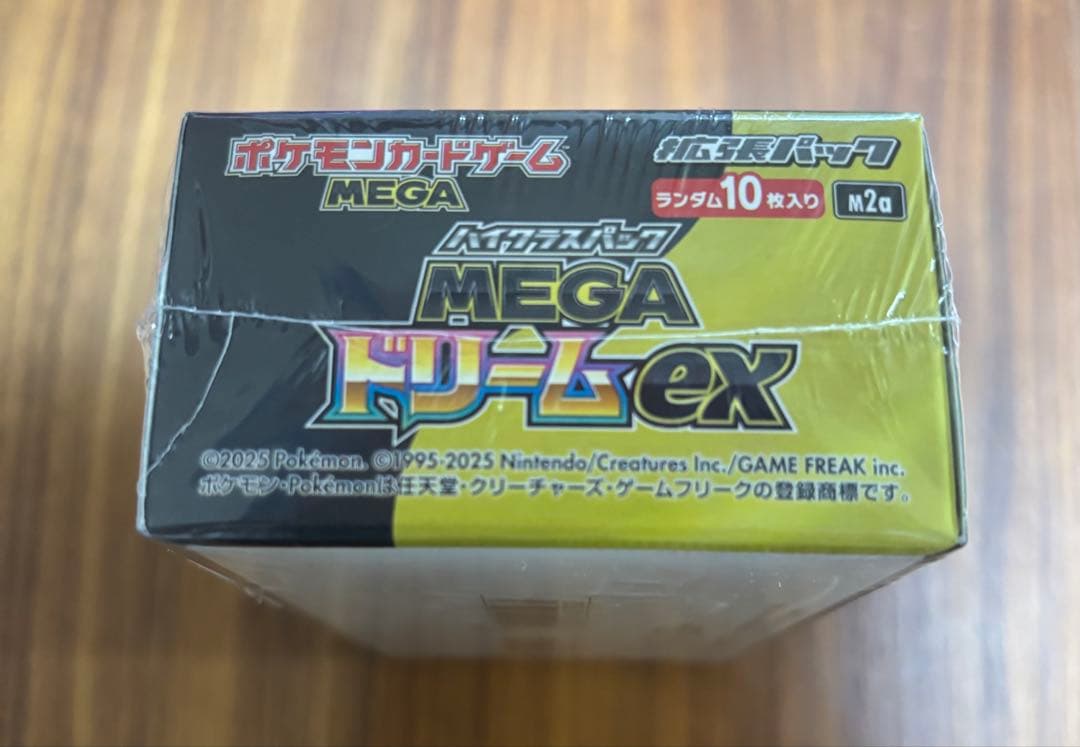 ポケモンカードゲーム
MEGA
拡張パック
ランダム10枚入り M2a
ハイクラスパック
MEGA
ドリームex
©2025 Pokémon. ©1995-2025 Nintendo/Creatures Inc./GAME FREAK inc.
ポケモン・Pokémonは任天堂・クリーチャーズ・ゲームフリークの登録商標です。